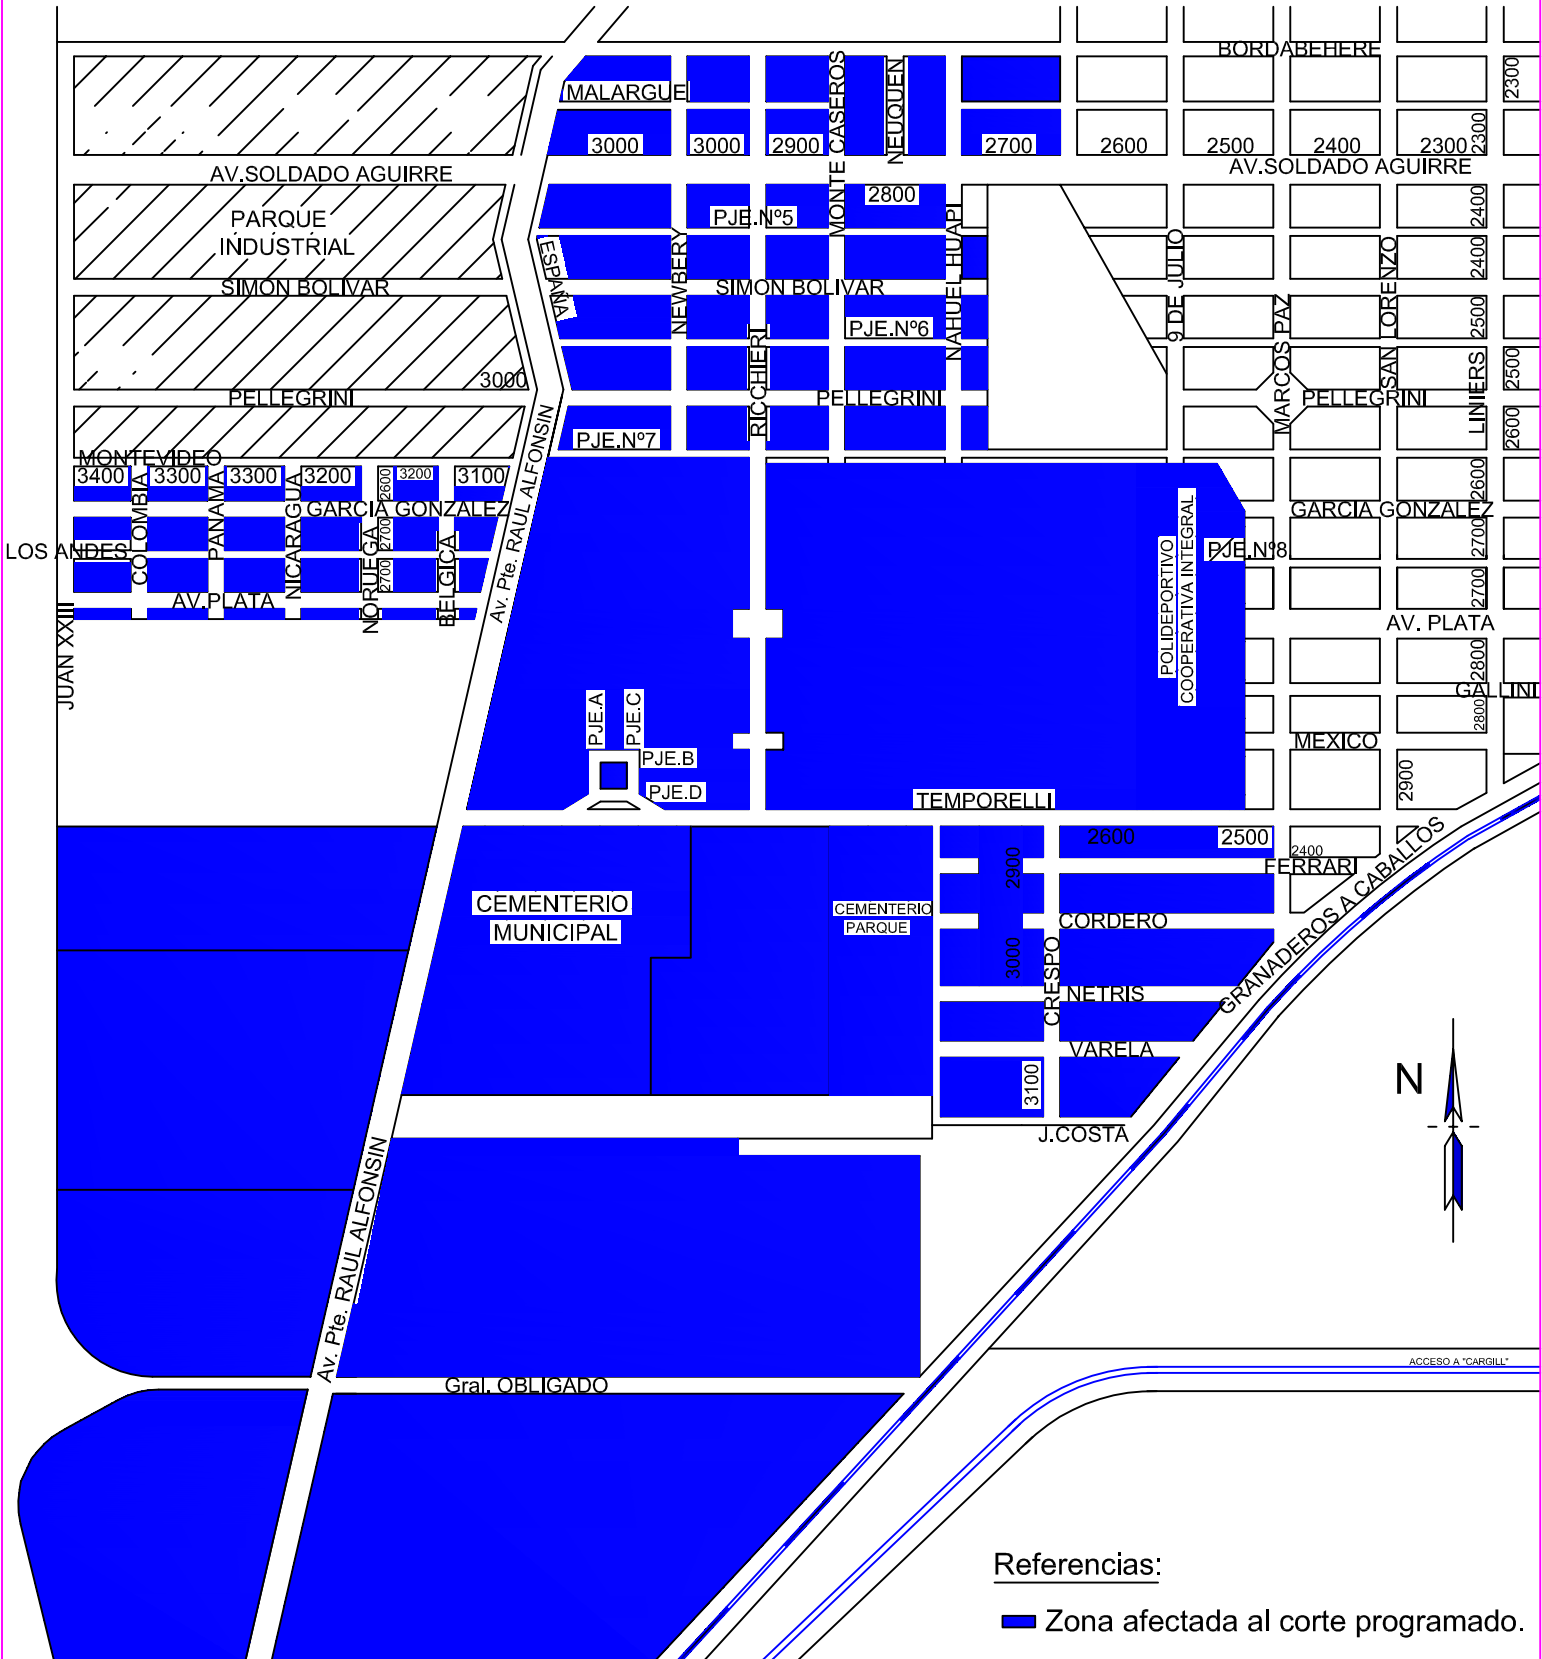 BORDABEHERE
MALARGUE
MONTE CASEROS
NEUQUEN
2300
3000
3000
2900
2700
2600
2500
2400
2300
2300
AV.SOLDADO AGUIRRE
AV.SOLDADO AGUIRRE
2800
2400
PARQUE
INDUSTRIAL
PJE.Nº5
NAHUEL HUAPI
ESPAÑA
NEWBERY
9 DE JULIO
SAN LORENZO
2400
SIMON BOLIVAR
SIMON BOLIVAR
PJE.Nº6
MARCOS PAZ
2500
RICCHIERI
LINIERS
2500
3000
PELLEGRINI
PELLEGRINI
PELLEGRINI
PJE.Nº7
2600
MONTEVIDEO
3400
3300
3300
3200
2600
3200
3100
2600
COLOMBIA
PANAMA
NICARAGUA
NORUEGA
BELGICA
GARCIA GONZALEZ
GARCIA GONZALEZ
Av. Pte. RAUL ALFONSIN
2700
2700
LOS ANDES
PJE.Nº8
POLIDEPORTIVO
COOPERATIVA INTEGRAL
2700
2700
AV.PLATA
AV. PLATA
JUAN XXIII
2800
GALLINI
2800
PJE.A
PJE.C
PJE.B
PJE.D
MEXICO
2900
TEMPORELLI
2600
2500
2400
2900
FERRARI
CEMENTERIO
MUNICIPAL
CEMENTERIO
PARQUE
CORDERO
GRANADEROS A CABALLOS
3000
CRESPO
NETRIS
VARELA
3100
J.COSTA
N
Av. Pte. RAUL ALFONSIN
ACCESO A "CARGILL"
Gral. OBLIGADO
Referencias:
Zona afectada al corte programado.